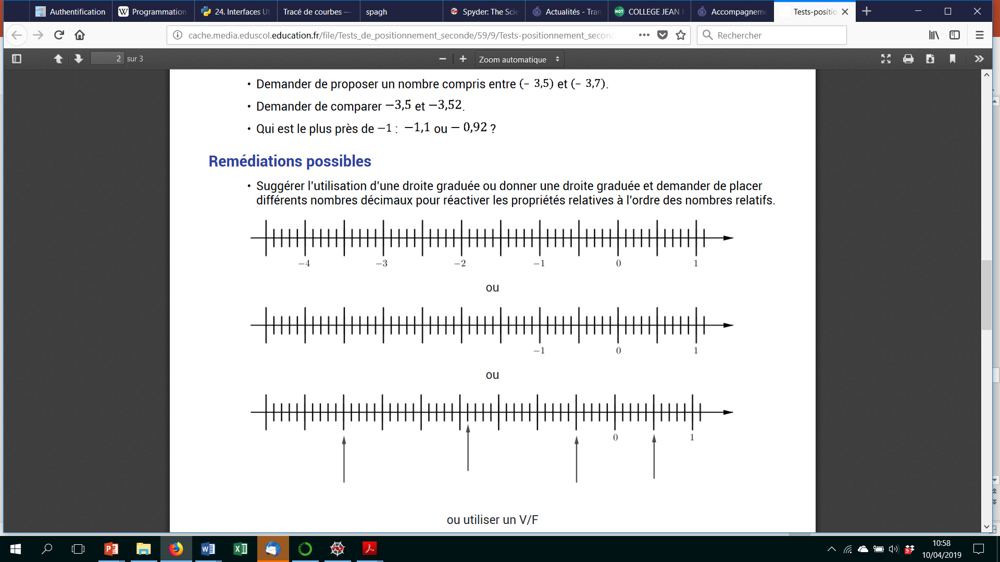 Authentification
Programmation
24. Interfaces Ut
Tracé de courbes —
spagh
Spyder: The Scie
Actualités - Tran
COLLEGE JEAN
Accompagneme
Tests-positio
cache.media.eduscol.education.fr/file/Tests_de_positionnement_seconde/59/9/Tests-positionnement_secon
Rechercher
2 sur 3
Zoom automatique
• Demander de proposer un nombre compris entre (– 3,5) et (– 3,7).
• Demander de comparer −3,5 et −3,52.
• Qui est le plus près de −1 : −1,1 ou − 0,92 ?
Remédiations possibles
• Suggérer l'utilisation d'une droite graduée ou donner une droite graduée et demander de placer
différents nombres décimaux pour réactiver les propriétés relatives à l'ordre des nombres relatifs.
−4 −3 −2 −1 0 1
ou
−1 0 1
ou
0 1
ou utiliser un V/F
10:58
10/04/2019